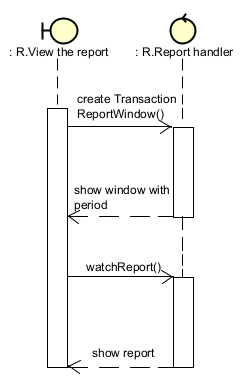 : R.View the report
: R.Report handler
create Transaction
ReportWindow()
show window with
period
watchReport()
show report